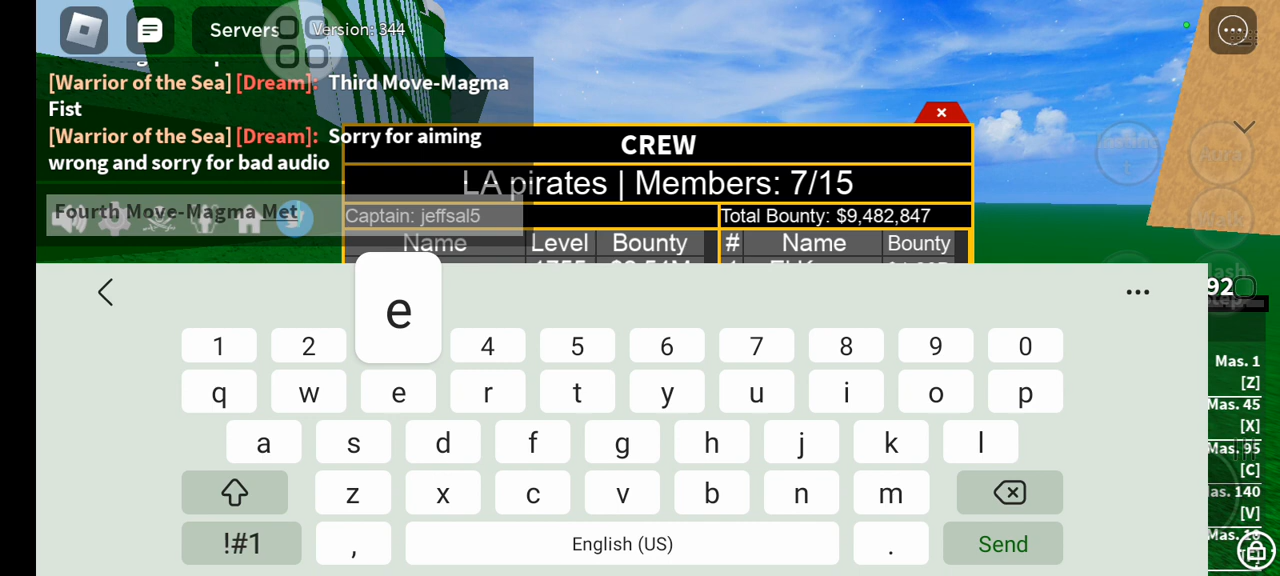 Servers
Version: 344
[Warrior of the Sea] [Dream]: Third Move-Magma
Fist
[Warrior of the Sea] [Dream]: Sorry for aiming
wrong and sorry for bad audio
Fourth Move-Magma Met
CREW
LA pirates | Members: 7/15
Captain: jeffsal5
Total Bounty: $9,482,847
Name Level Bounty
# Name Bounty
92
Mas. 1
[Z]
Mas. 45
[X]
Mas. 95
[C]
Mas. 140
[V]
e
1 2 4 5 6 7 8 9 0
q w e r t y u i o p
a s d f g h j k l
z x c v b n m
!#1 , English (US) . Send